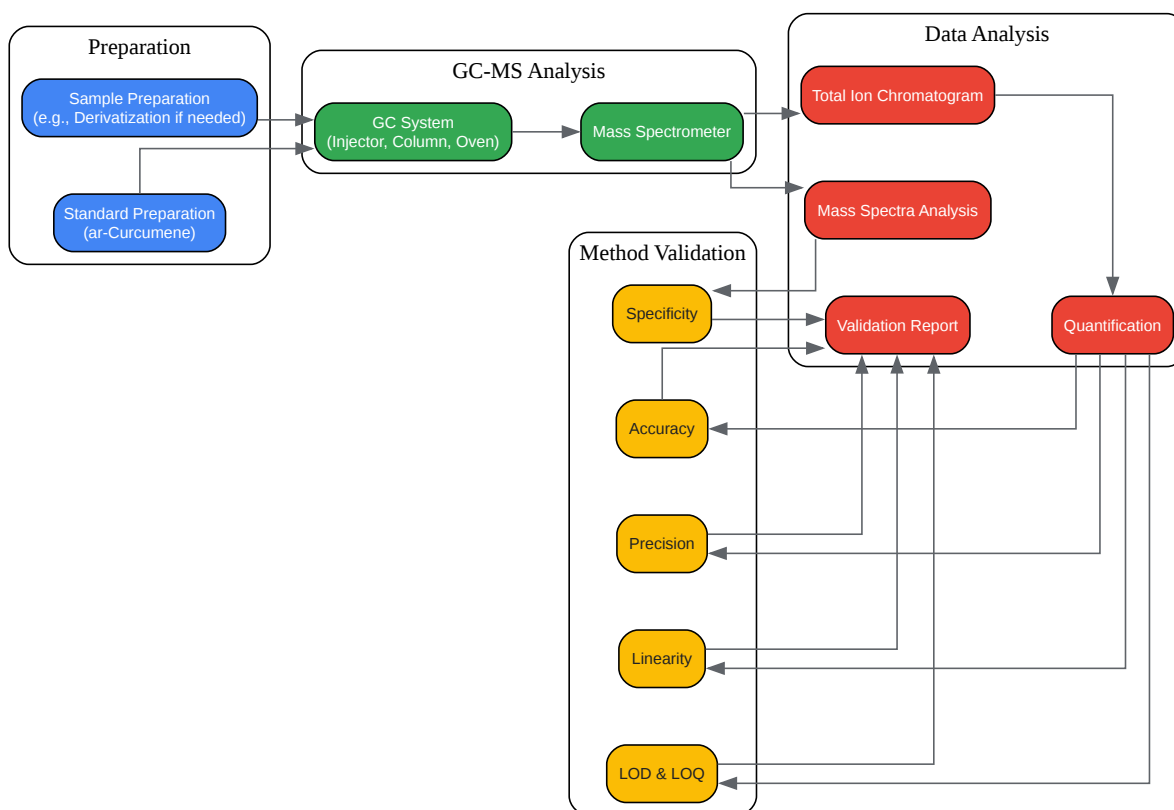 Preparation
Sample Preparation
(e.g., Derivatization if needed)
Standard Preparation
(ar-Curcumene)
GC-MS Analysis
GC System
(Injector, Column, Oven)
Mass Spectrometer
Data Analysis
Total Ion Chromatogram
Mass Spectra Analysis
Validation Report
Quantification
Method Validation
Specificity
Accuracy
Precision
Linearity
LOD & LOQ